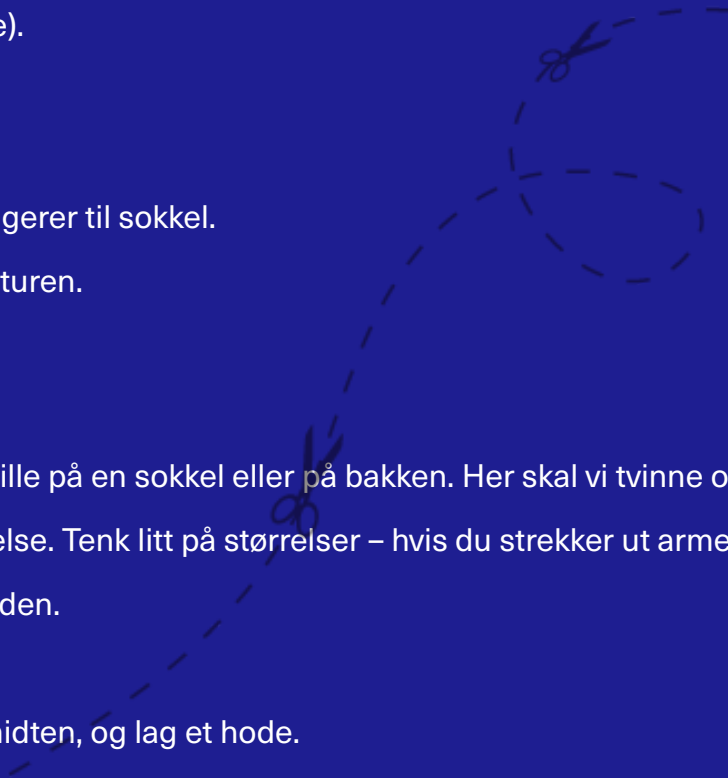 e).
gerer til sokkel.
turen.
ille på en sokkel eller på bakken. Her skal vi tvinne o
else. Tenk litt på størrelser – hvis du strekker ut arme
den.
idten, og lag et hode.